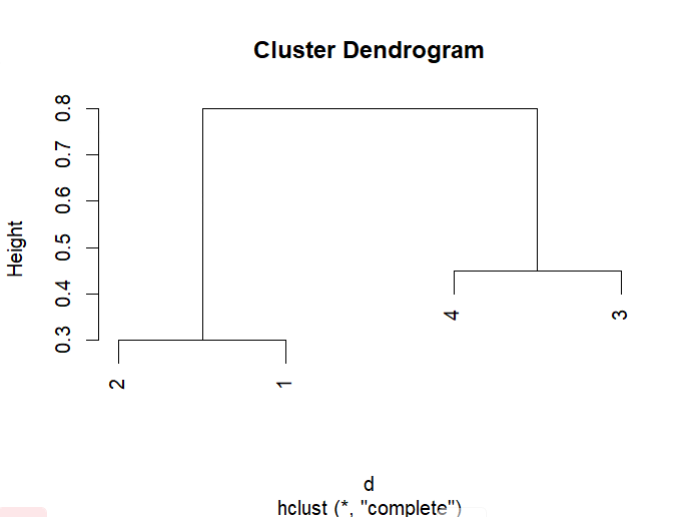 Cluster Dendrogram
Height
0.8
0.7
0.6
0.5
0.4
0.3
4
3
2
1
d
hclust (*, "complete")